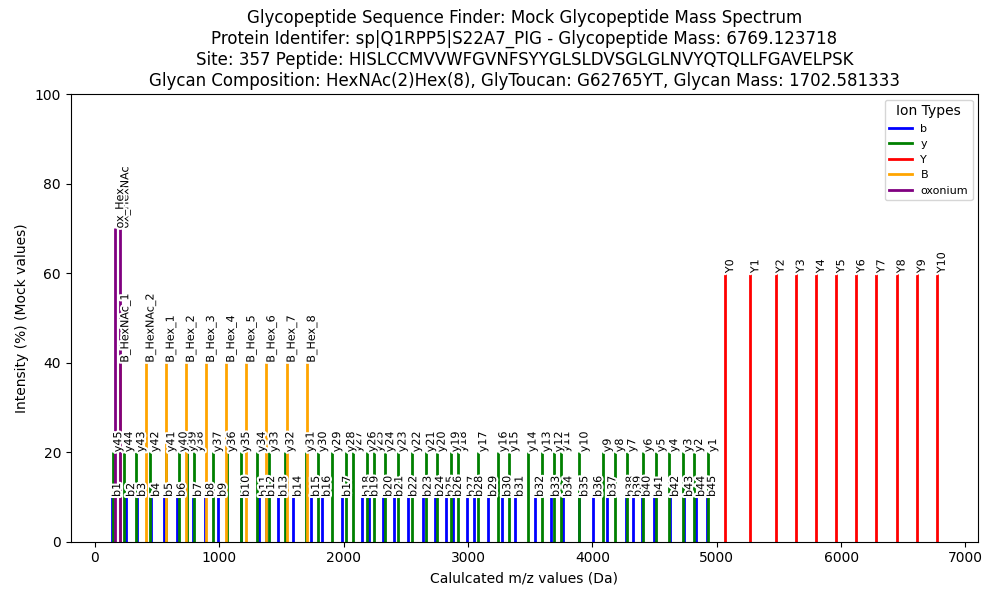 Glycopeptide Sequence Finder: Mock Glycopeptide Mass Spectrum
Protein Identifer: sp|Q1RPP5|S22A7_PIG - Glycopeptide Mass: 6769.123718
Site: 357 Peptide: HISLCCMVVWFGVNFSYYGLSLDVSGLGLNVYQTQLLFGAVELPSK
Glycan Composition: HexNAc(2)Hex(8), GlyToucan: G62765YT, Glycan Mass: 1702.581333
Intensity (%) (Mock values)
100
80
60
40
20
0
Ion Types
b
y
Y
B
oxonium
ox_Hex
ox_HexNAc
Y0 Y1 Y2 Y3 Y4 Y5 Y6 Y7 Y8 Y9 Y10
B_HexNAc_1 B_HexNAc_2 B_Hex_1 B_Hex_2 B_Hex_3 B_Hex_4 B_Hex_5 B_Hex_6 B_Hex_7 B_Hex_8
y45 y44 y43 y42 y41 y40 y39 y38 y37 y36 y35 y34 y33 y32 y31 y30 y29 y28 y27 y26 y25 y24 y23 y22 y21 y20 y19 y18 y17 y16 y15 y14 y13 y12 y11 y10 y9 y8 y7 y6 y5 y4 y3 y2 y1
b1 b2 b3 b4 b5 b6 b7 b8 b9 b10 b11 b12 b13 b14 b15 b16 b17 b18 b19 b20 b21 b22 b23 b24 b25 b26 b27 b28 b29 b30 b31 b32 b33 b34 b35 b36 b37 b38 b39 b40 b41 b42 b43 b44 b45
0 1000 2000 3000 4000 5000 6000 7000
Calulcated m/z values (Da)